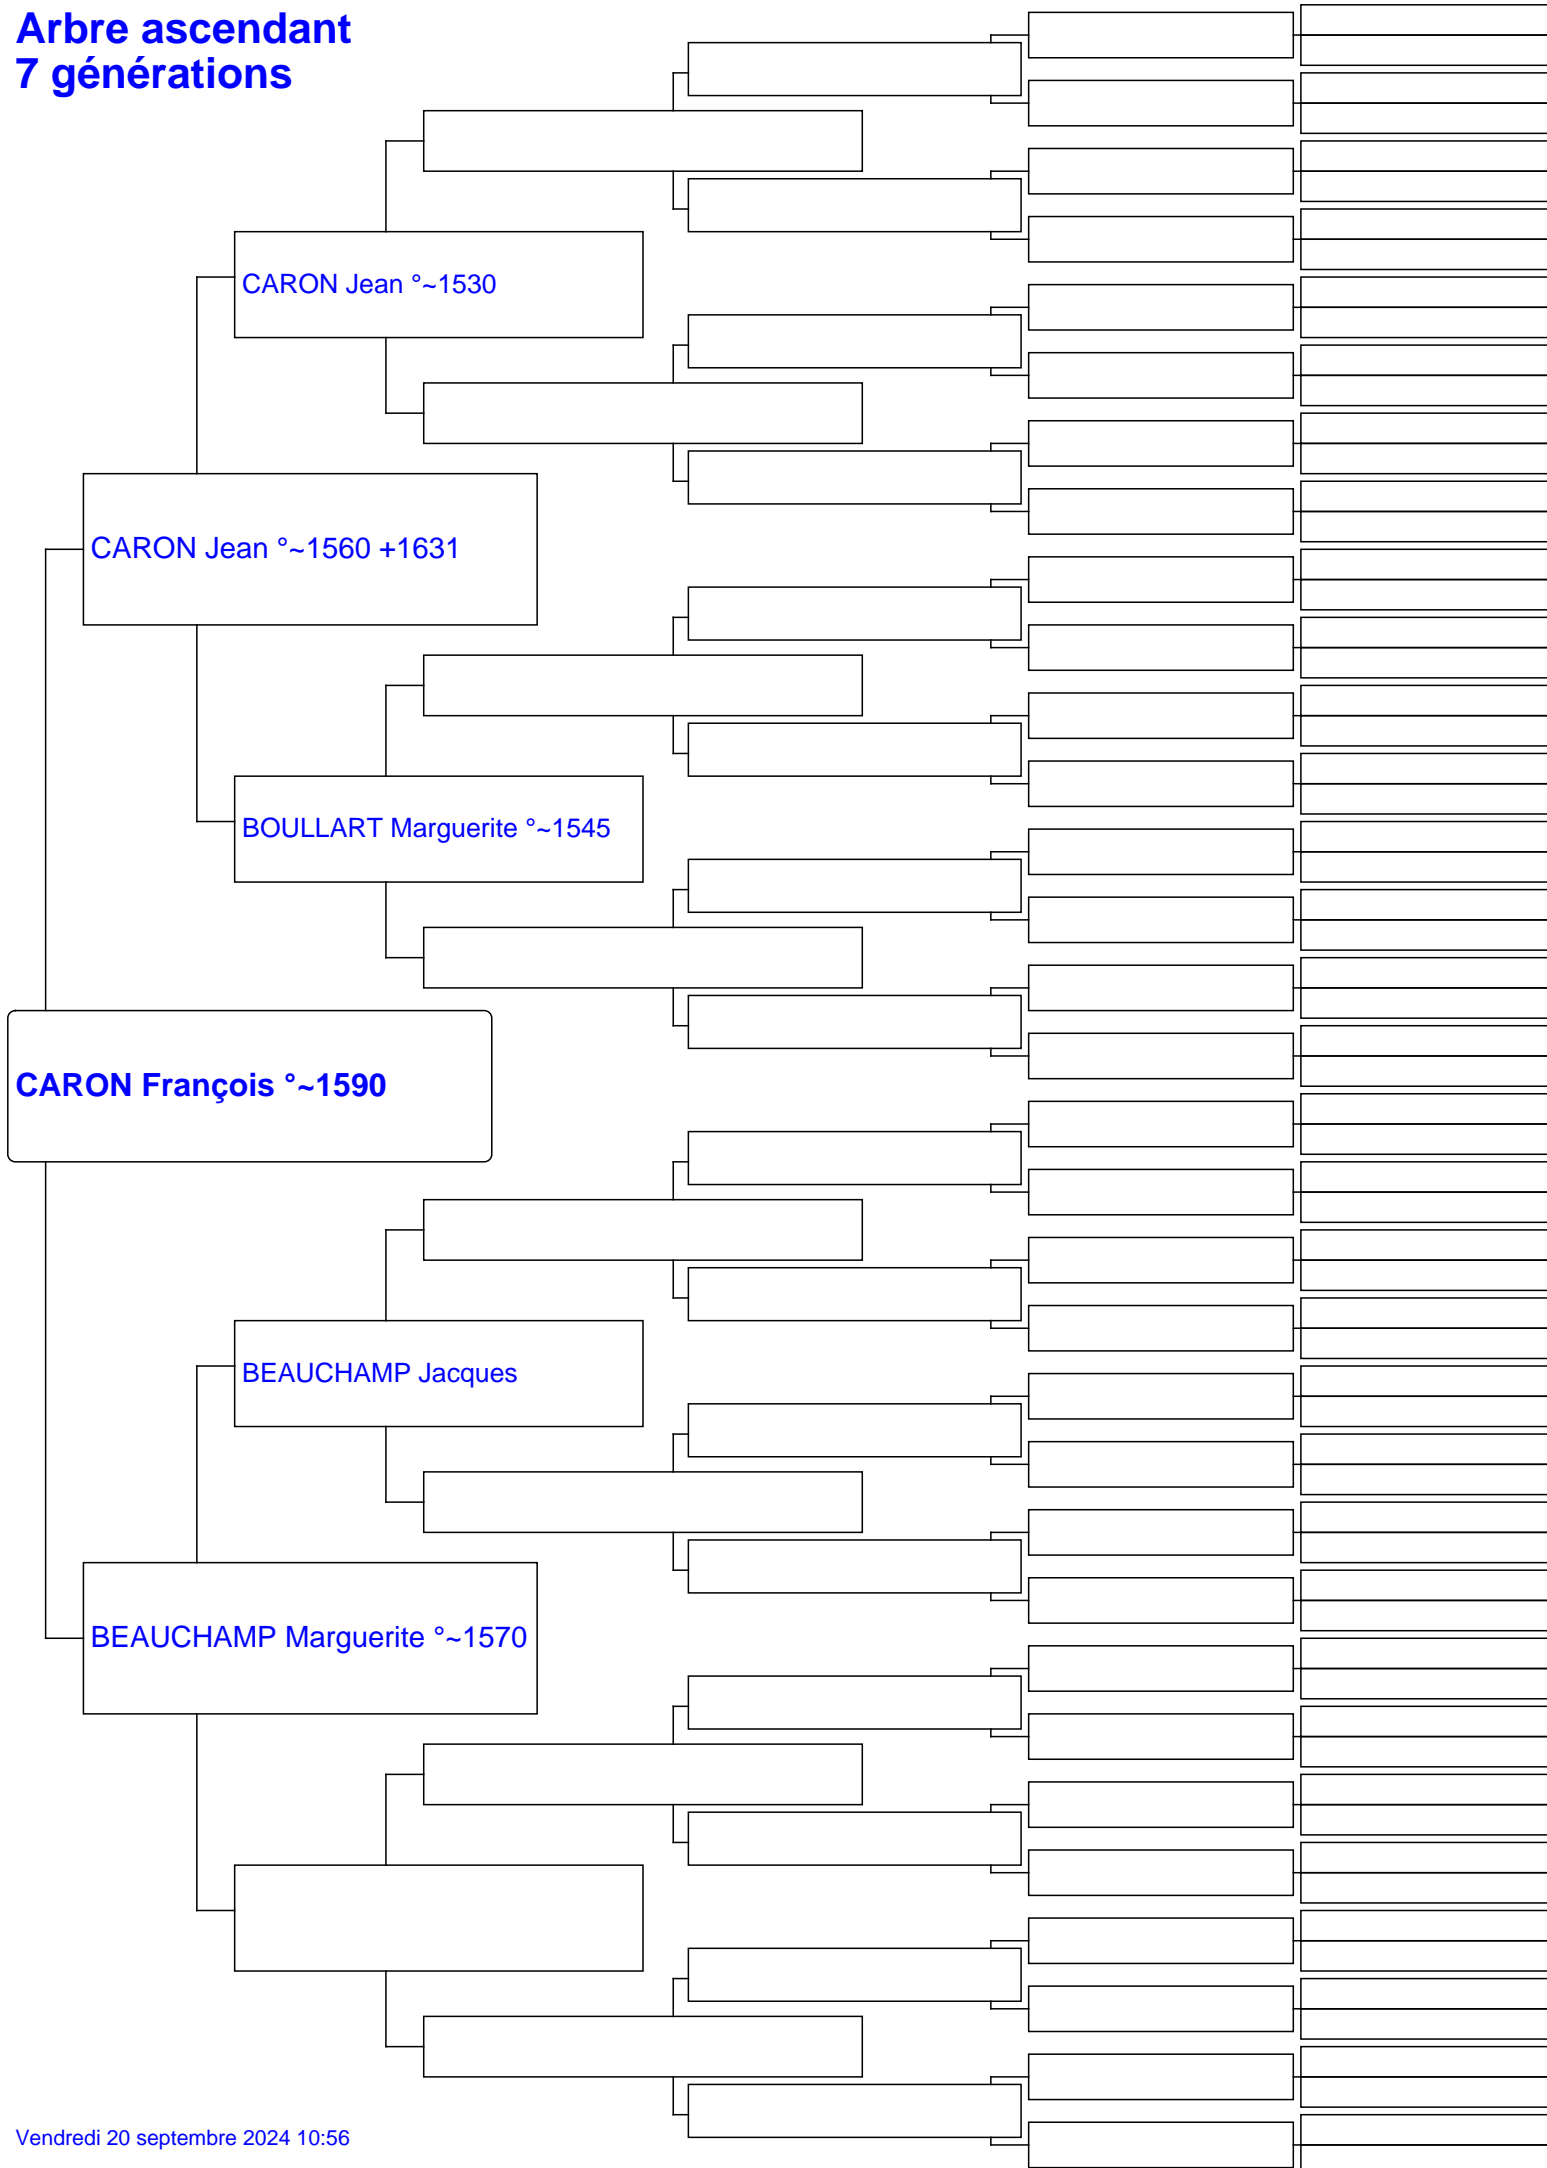 Arbre ascendant
7 générations
CARON Jean °~1530
CARON Jean °~1560 +1631
BOULLART Marguerite °~1545
CARON François °~1590
BEAUCHAMP Jacques
BEAUCHAMP Marguerite °~1570
Vendredi 20 septembre 2024 10:56